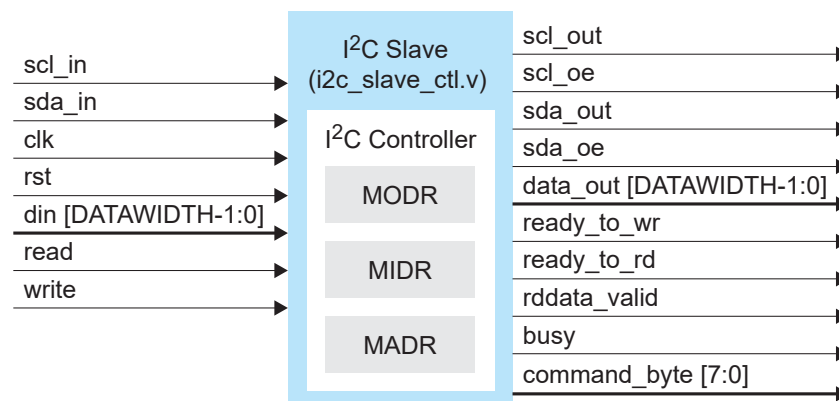 scl_in
sda_in
clk
rst
din [DATAWIDTH-1:0]
read
write
I²C Slave
(i2c_slave_ctl.v)
I²C Controller
MODR
MIDR
MADR
scl_out
scl_oe
sda_out
sda_oe
data_out [DATAWIDTH-1:0]
ready_to_wr
ready_to_rd
rddata_valid
busy
command_byte [7:0]